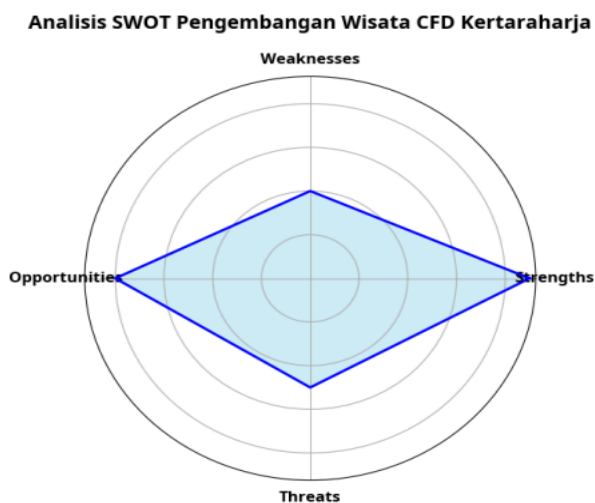 Analisis SWOT Pengembangan Wisata CFD Kertaraharja
Weaknesses
Opportunities
Strengths
Threats